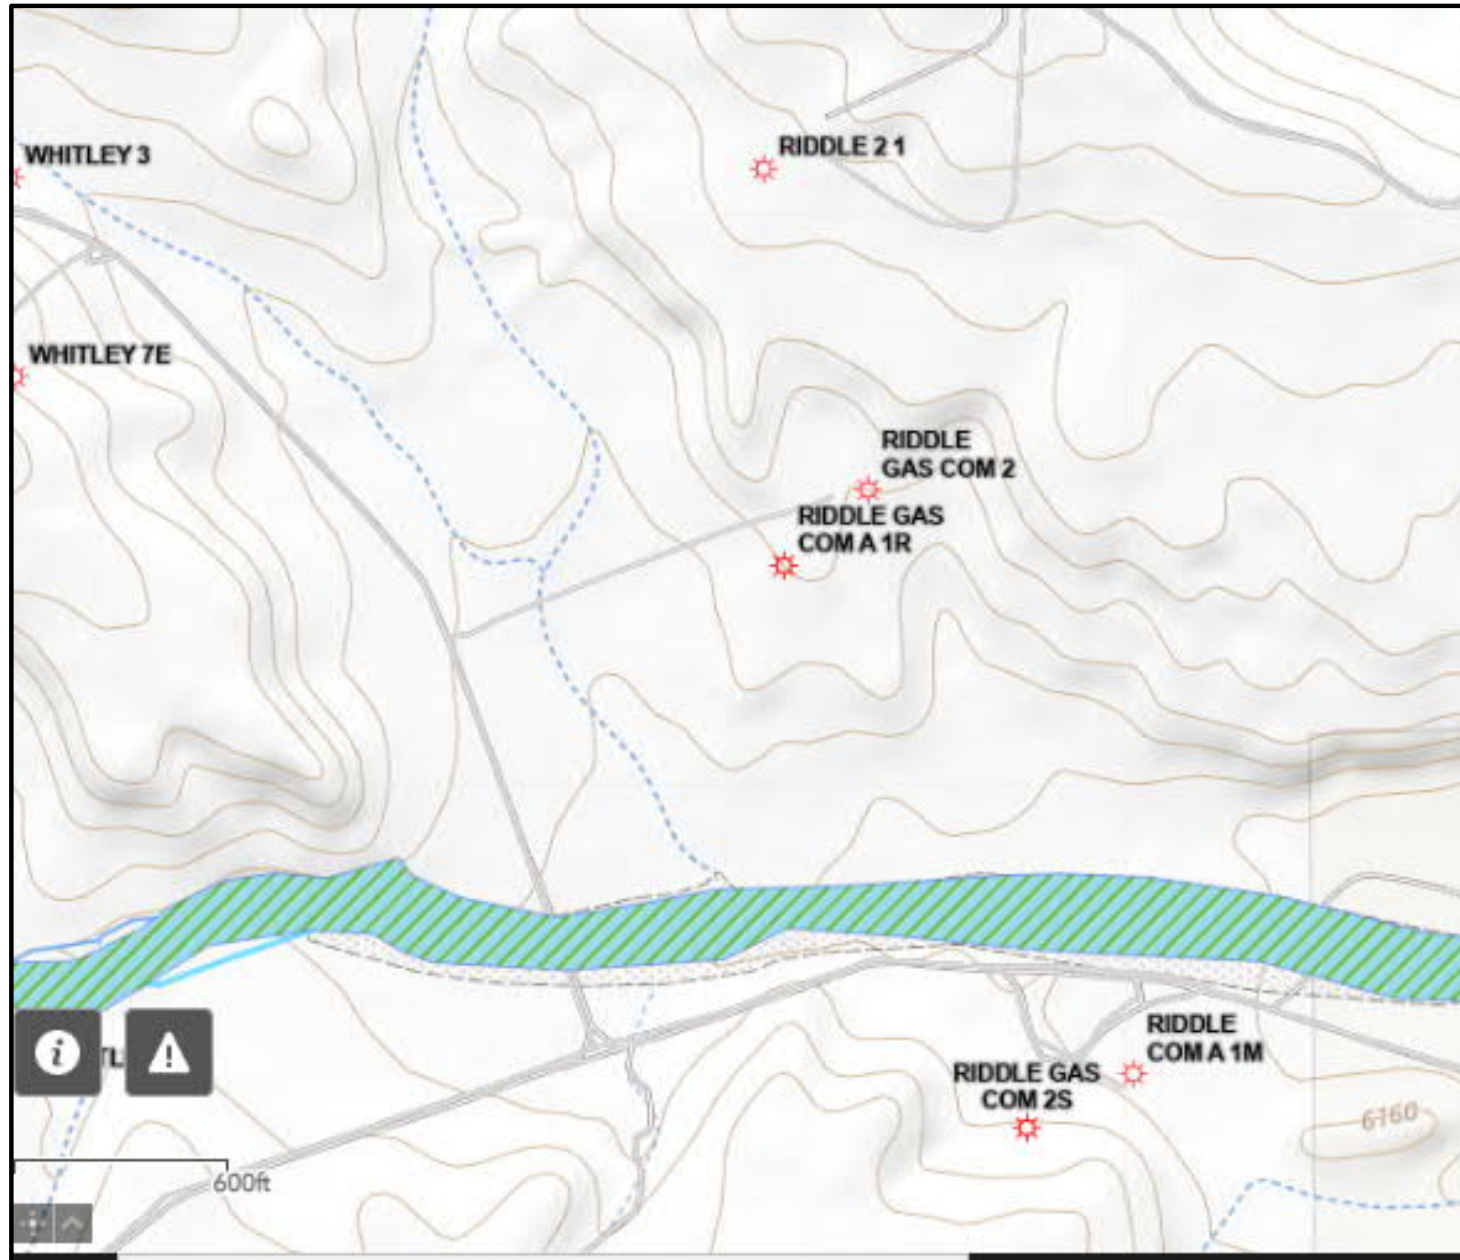 WHITLEY 3
RIDDLE 2 1
WHITLEY 7E
RIDDLE
GAS COM 2
RIDDLE GAS
COM A 1R
RIDDLE
COM A 1M
RIDDLE GAS
COM 2S
6160
600ft